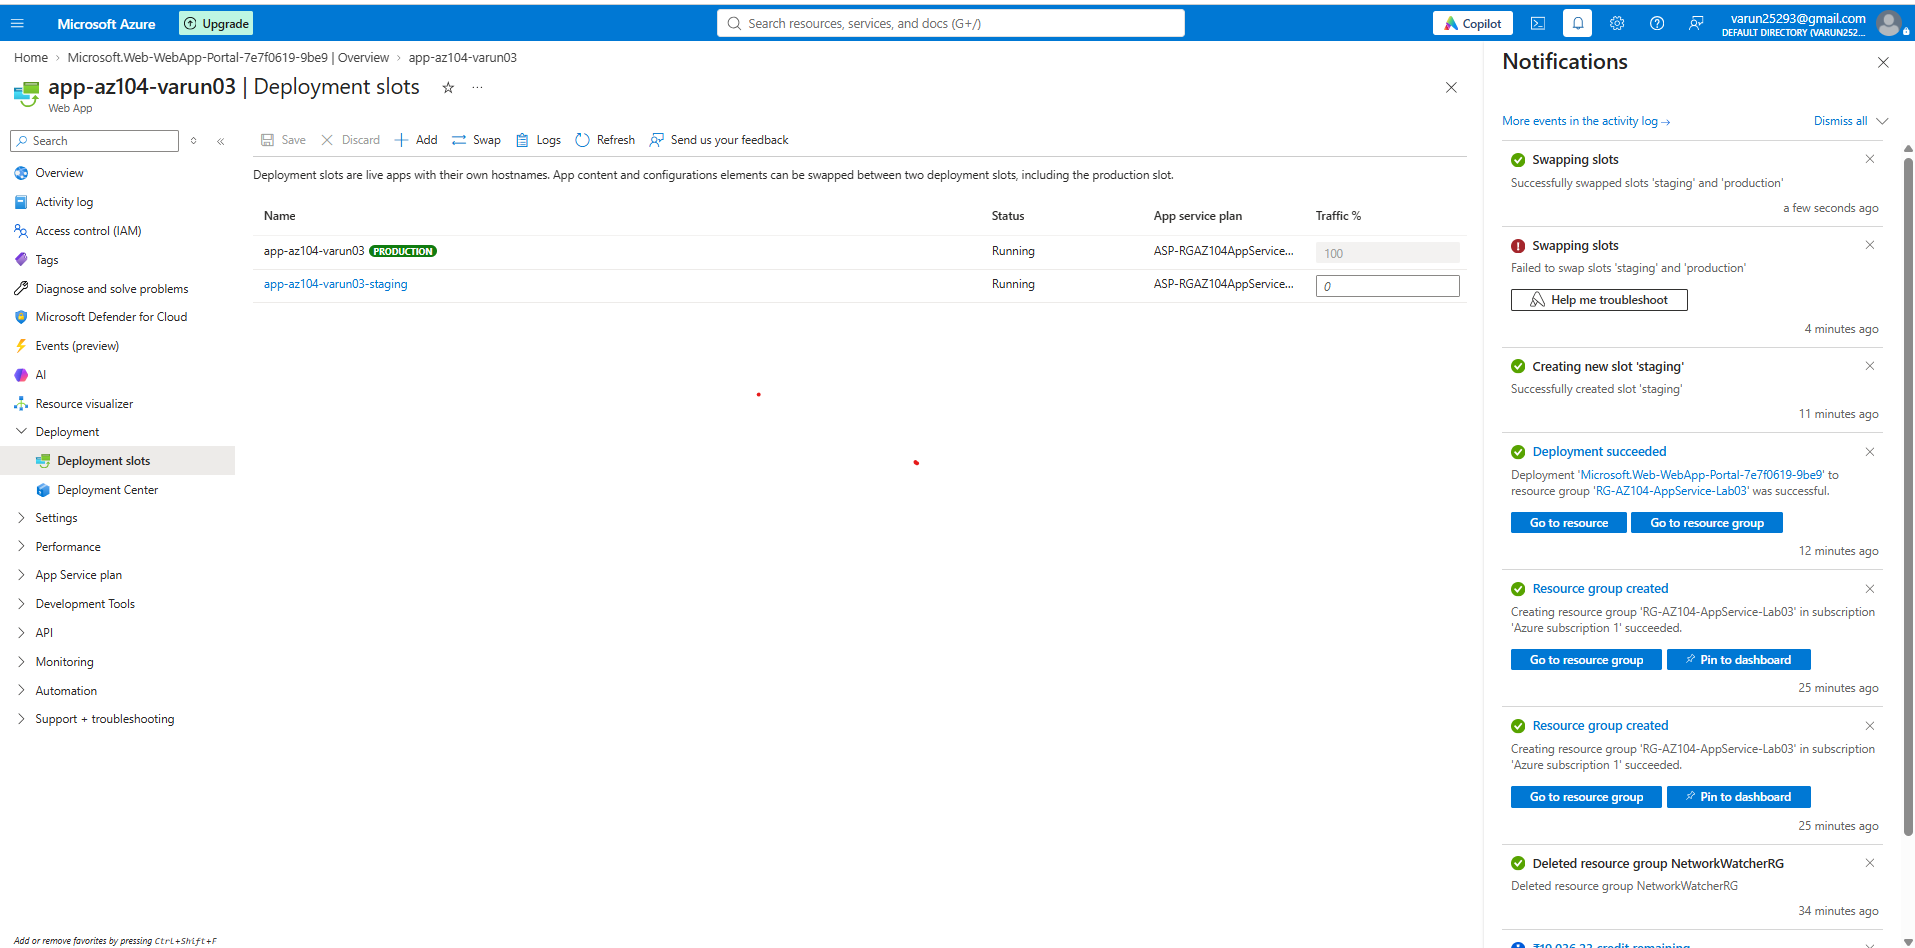 Microsoft Azure
Upgrade
Search resources, services, and docs (G+/)
Copilot
varun25293@gmail.com
DEFAULT DIRECTORY (VARUN252...
Home › Microsoft.Web-WebApp-Portal-7e7f0619-9be9 | Overview › app-az104-varun03
app-az104-varun03 | Deployment slots
Web App
Search
Overview
Activity log
Access control (IAM)
Tags
Diagnose and solve problems
Microsoft Defender for Cloud
Events (preview)
AI
Resource visualizer
Deployment
Deployment slots
Deployment Center
Settings
Performance
App Service plan
Development Tools
API
Monitoring
Automation
Support + troubleshooting
Add or remove favorites by pressing Ctrl+Shift+F
Save Discard Add Swap Logs Refresh Send us your feedback
Deployment slots are live apps with their own hostnames. App content and configurations elements can be swapped between two deployment slots, including the production slot.
Name Status App service plan Traffic %
app-az104-varun03 PRODUCTION Running ASP-RGAZ104AppService... 100
app-az104-varun03-staging Running ASP-RGAZ104AppService... 0
Notifications
More events in the activity log →
Dismiss all
Swapping slots
Successfully swapped slots 'staging' and 'production'
a few seconds ago
Swapping slots
Failed to swap slots 'staging' and 'production'
Help me troubleshoot
4 minutes ago
Creating new slot 'staging'
Successfully created slot 'staging'
11 minutes ago
Deployment succeeded
Deployment 'Microsoft.Web-WebApp-Portal-7e7f0619-9be9' to
resource group 'RG-AZ104-AppService-Lab03' was successful.
Go to resource Go to resource group
12 minutes ago
Resource group created
Creating resource group 'RG-AZ104-AppService-Lab03' in subscription
'Azure subscription 1' succeeded.
Go to resource group Pin to dashboard
25 minutes ago
Resource group created
Creating resource group 'RG-AZ104-AppService-Lab03' in subscription
'Azure subscription 1' succeeded.
Go to resource group Pin to dashboard
25 minutes ago
Deleted resource group NetworkWatcherRG
Deleted resource group NetworkWatcherRG
34 minutes ago
credit remaining